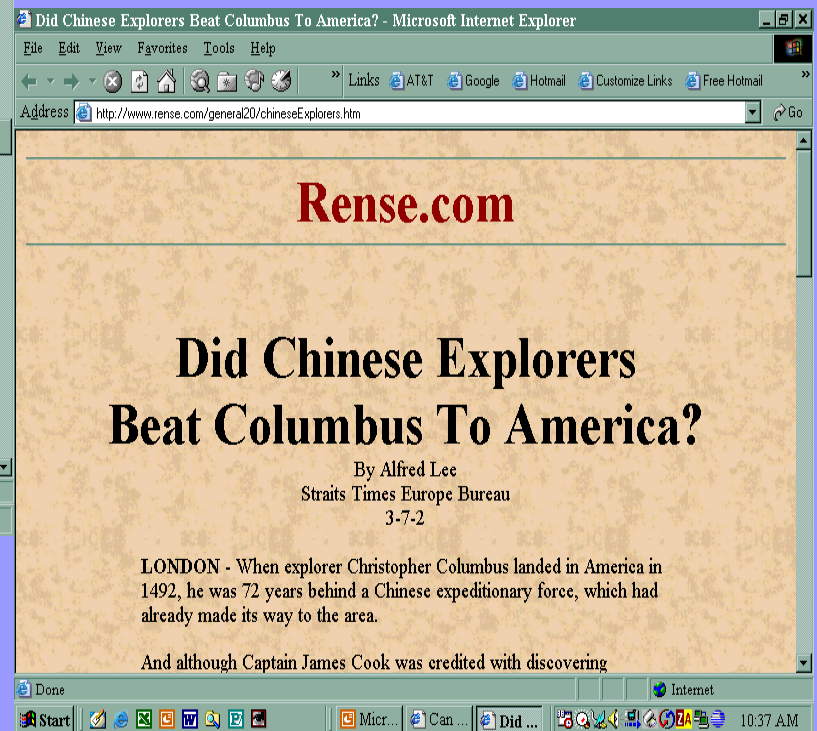 Did Chinese Explorers Beat Columbus To America? - Microsoft Internet Explorer
File Edit View Favorites Tools Help
» Links AT&T Google Hotmail Customize Links Free Hotmail »
Address http://www.rense.com/general20/chineseExplorers.htm Go
Rense.com
Did Chinese Explorers
Beat Columbus To America?
By Alfred Lee
Straits Times Europe Bureau
3-7-2
LONDON - When explorer Christopher Columbus landed in America in
1492, he was 72 years behind a Chinese expeditionary force, which had
already made its way to the area.
And although Captain James Cook was credited with discovering
Done Internet
Start Micr... Can ... Did ... 10:37 AM